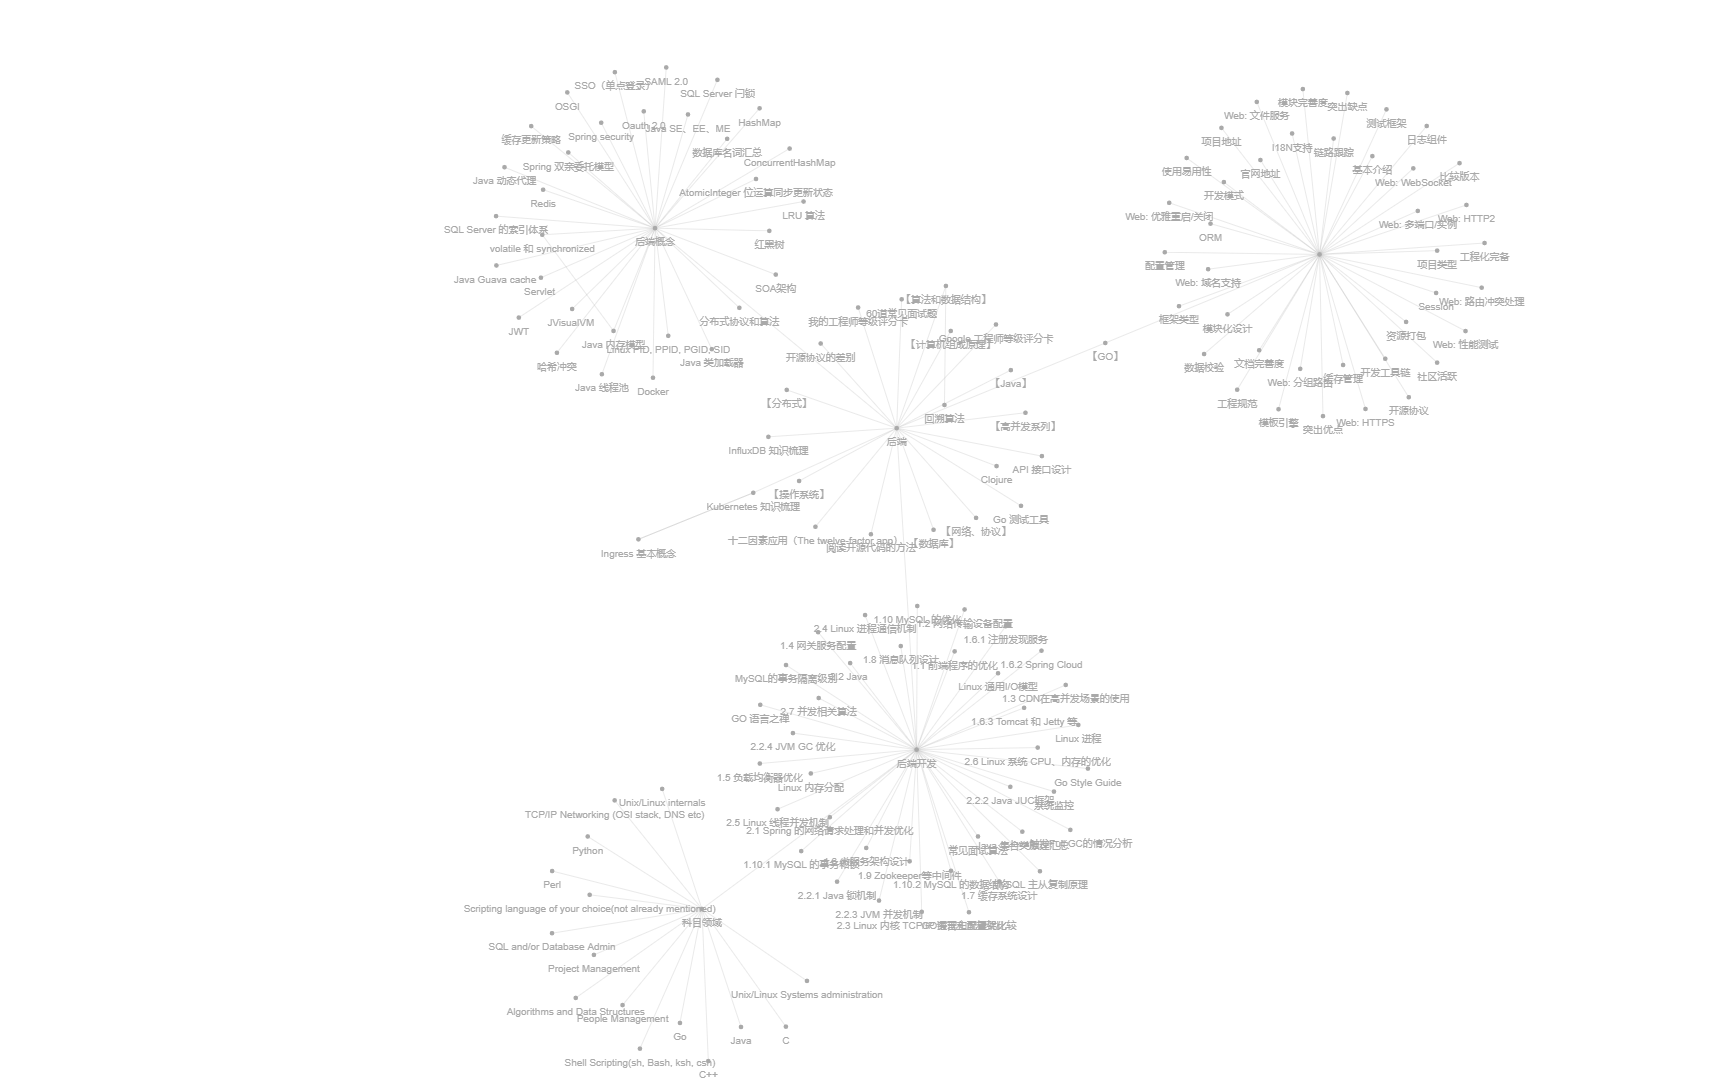 SSO（单点登录）
SAML 2.0
SQL Server 闩锁
OSGI
HashMap
Oauth 2.0
Java SE、EE、ME
缓存更新策略
Spring security
数据库名词汇总
ConcurrentHashMap
Spring 双亲委托模型
Java 动态代理
AtomicInteger 位运算同步更新状态
Redis
LRU 算法
SQL Server 的索引体系
后端概念
红黑树
volatile 和 synchronized
Java Guava cache
Servlet
SOA架构
JWT
JVisualVM
分布式协议和算法
Java 内存模型
Linux PID, PPID, PGID, SID
Java 类加载器
哈希冲突
Java 线程池
Docker
模块完善度
突出缺点
Web: 文件服务
测试框架
项目地址
I18N支持
链路跟踪
日志组件
使用易用性
官网地址
基本介绍
比较版本
开发模式
Web: WebSocket
Web: 优雅重启/关闭
Web: 多端口/实例
Web: HTTP2
ORM
配置管理
项目类型
工程化完备
Web: 域名支持
Session
Web: 路由冲突处理
框架类型
模块化设计
资源打包
Web: 性能测试
数据校验
文档完善度
Web: 分组路由
缓存管理
开发工具链
社区活跃
工程规范
模板引擎
突出优点
Web: HTTPS
开源协议
【算法和数据结构】
60道常见面试题
我的工程师等级评分卡
Google 工程师等级评分卡
【计算机组成原理】
开源协议的差别
【GO】
【Java】
【分布式】
回溯算法
【高并发系列】
后端
InfluxDB 知识梳理
API 接口设计
Clojure
【操作系统】
Kubernetes 知识梳理
Go 测试工具
【网络、协议】
十二因素应用（The twelve-factor app）
阅读开源代码的方法
【数据库】
Ingress 基本概念
1.10 MySQL 的优化
1.2 网络传输设备配置
2.4 Linux 进程通信机制
1.6.1 注册发现服务
1.4 网关服务配置
1.8 消息队列设计
1.1 前端程序的优化
1.6.2 Spring Cloud
MySQL的事务隔离级别
2.2 Java
Linux 通用I/O模型
1.3 CDN在高并发场景的使用
GO 语言之禅
2.7 并发相关算法
1.6.3 Tomcat 和 Jetty 等
Linux 进程
2.2.4 JVM GC 优化
后端开发
2.6 Linux 系统 CPU、内存的优化
1.5 负载均衡器优化
Linux 内存分配
Go Style Guide
2.2.2 Java JUC框架
系统监控
2.5 Linux 线程并发机制
2.1 Spring 的网络请求处理和并发优化
常见面试算法
1.10.1 MySQL 的事务和锁
1.9 Zookeeper等中间件
1.10.2 MySQL 的数据结构
MySQL 主从复制原理
2.2.1 Java 锁机制
1.7 缓存系统设计
2.2.3 JVM 并发机制
2.3 Linux 内核 TCP/IP
Unix/Linux internals
TCP/IP Networking (OSI stack, DNS etc)
Python
Perl
Scripting language of your choice(not already mentioned)
科目领域
SQL and/or Database Admin
Project Management
Unix/Linux Systems administration
Algorithms and Data Structures
People Management
Go
Java
C
Shell Scripting(sh, Bash, ksh, csh)
C++